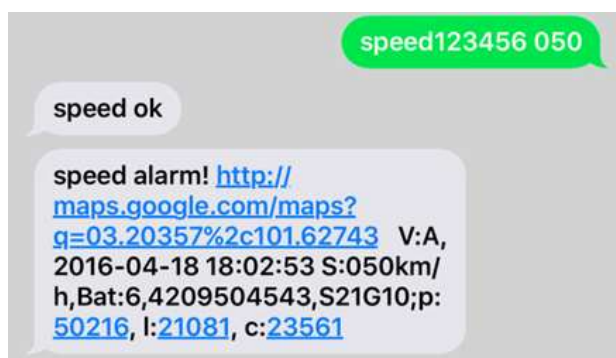 speed123456 050
speed ok
speed alarm! http://
maps.google.com/maps?
q=03.20357%2c101.62743 V:A,
2016-04-18 18:02:53 S:050km/
h,Bat:6,4209504543,S21G10;p:
50216, l:21081, c:23561